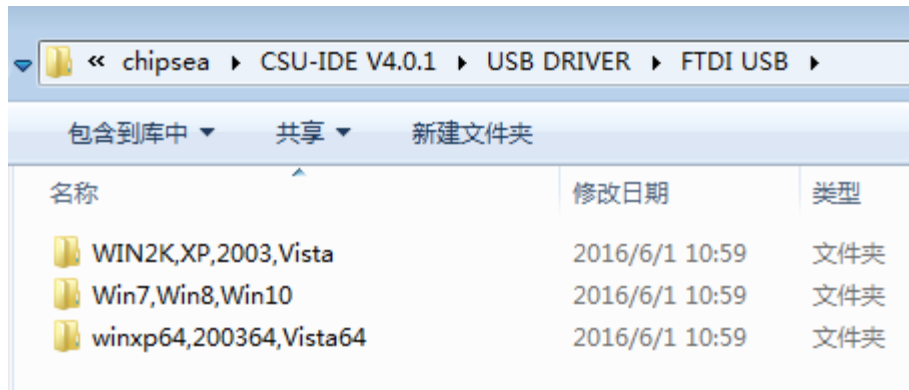 « chipsea ▸ CSU-IDE V4.0.1 ▸ USB DRIVER ▸ FTDI USB ▸
包含到库中 ▼ 共享 ▼ 新建文件夹
名称 修改日期 类型
WIN2K,XP,2003,Vista 2016/6/1 10:59 文件夹
Win7,Win8,Win10 2016/6/1 10:59 文件夹
winxp64,200364,Vista64 2016/6/1 10:59 文件夹